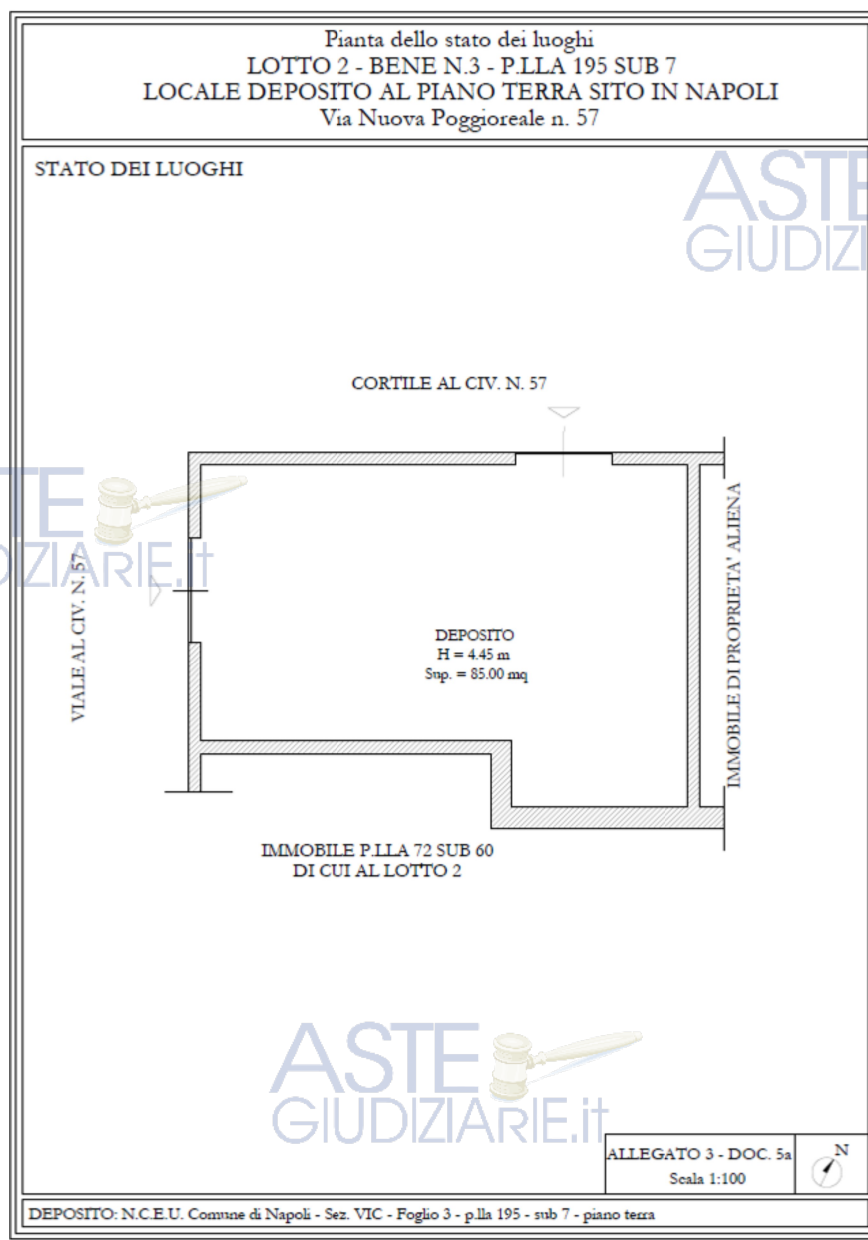 Pianta dello stato dei luoghi
LOTTO 2 - BENE N.3 - P.LLA 195 SUB 7
LOCALE DEPOSITO AL PIANO TERRA SITO IN NAPOLI
Via Nuova Poggioreale n. 57
STATO DEI LUOGHI
ASTE
GIUDIZI
CORTILE AL CIV. N. 57
TE
DIZIARIE.it
VIALE AL CIV. N. 57
IMMOBILE DI PROPRIETA' ALIENA
DEPOSITO
H = 4.45 m
Sup. = 85.00 mq
IMMOBILE P.LLA 72 SUB 60
DI CUI AL LOTTO 2
ASTE
GIUDIZIARIE.it
ALLEGATO 3 - DOC. 5a
Scala 1:100
N
DEPOSITO: N.C.E.U. Comune di Napoli - Sez. VIC - Foglio 3 - p.lla 195 - sub 7 - piano terra